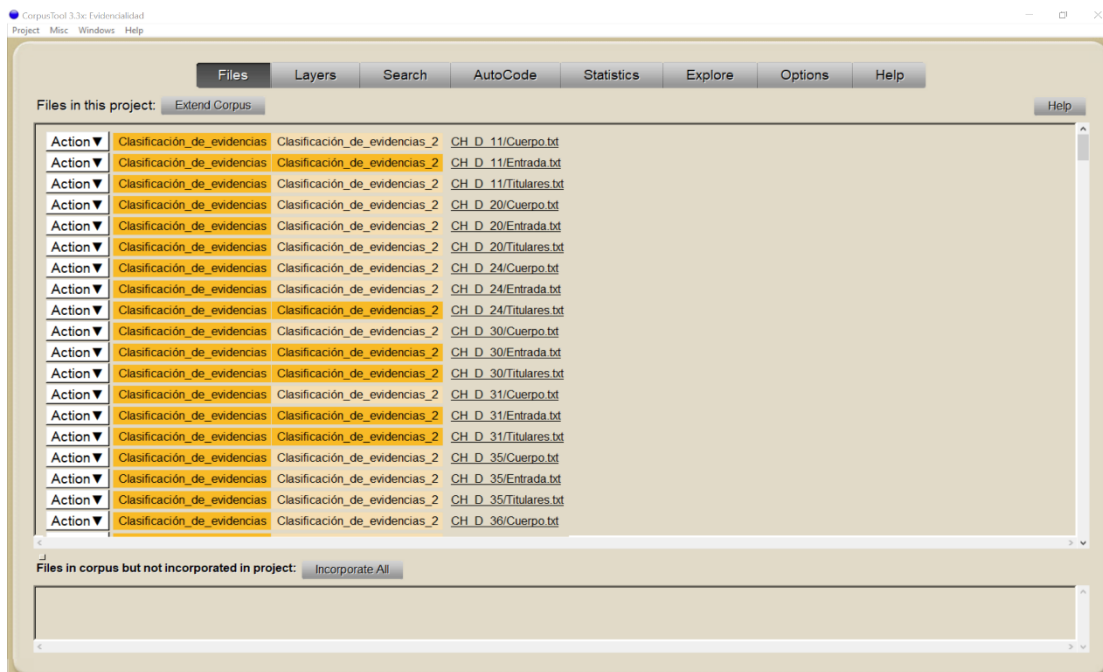 CorpusTool 3.3x: Evidencialidad
Project Misc Windows Help
Files Layers Search AutoCode Statistics Explore Options Help
Files in this project: Extend Corpus Help
Action▼ Clasificación_de_evidencias Clasificación_de_evidencias_2 CH_D_11/Cuerpo.txt
Action▼ Clasificación_de_evidencias Clasificación_de_evidencias_2 CH_D_11/Entrada.txt
Action▼ Clasificación_de_evidencias Clasificación_de_evidencias_2 CH_D_11/Titulares.txt
Action▼ Clasificación_de_evidencias Clasificación_de_evidencias_2 CH_D_20/Cuerpo.txt
Action▼ Clasificación_de_evidencias Clasificación_de_evidencias_2 CH_D_20/Entrada.txt
Action▼ Clasificación_de_evidencias Clasificación_de_evidencias_2 CH_D_20/Titulares.txt
Action▼ Clasificación_de_evidencias Clasificación_de_evidencias_2 CH_D_24/Cuerpo.txt
Action▼ Clasificación_de_evidencias Clasificación_de_evidencias_2 CH_D_24/Entrada.txt
Action▼ Clasificación_de_evidencias Clasificación_de_evidencias_2 CH_D_24/Titulares.txt
Action▼ Clasificación_de_evidencias Clasificación_de_evidencias_2 CH_D_30/Cuerpo.txt
Action▼ Clasificación_de_evidencias Clasificación_de_evidencias_2 CH_D_30/Entrada.txt
Action▼ Clasificación_de_evidencias Clasificación_de_evidencias_2 CH_D_30/Titulares.txt
Action▼ Clasificación_de_evidencias Clasificación_de_evidencias_2 CH_D_31/Cuerpo.txt
Action▼ Clasificación_de_evidencias Clasificación_de_evidencias_2 CH_D_31/Entrada.txt
Action▼ Clasificación_de_evidencias Clasificación_de_evidencias_2 CH_D_31/Titulares.txt
Action▼ Clasificación_de_evidencias Clasificación_de_evidencias_2 CH_D_35/Cuerpo.txt
Action▼ Clasificación_de_evidencias Clasificación_de_evidencias_2 CH_D_35/Entrada.txt
Action▼ Clasificación_de_evidencias Clasificación_de_evidencias_2 CH_D_35/Titulares.txt
Action▼ Clasificación_de_evidencias Clasificación_de_evidencias_2 CH_D_36/Cuerpo.txt
Files in corpus but not incorporated in project: Incorporate All